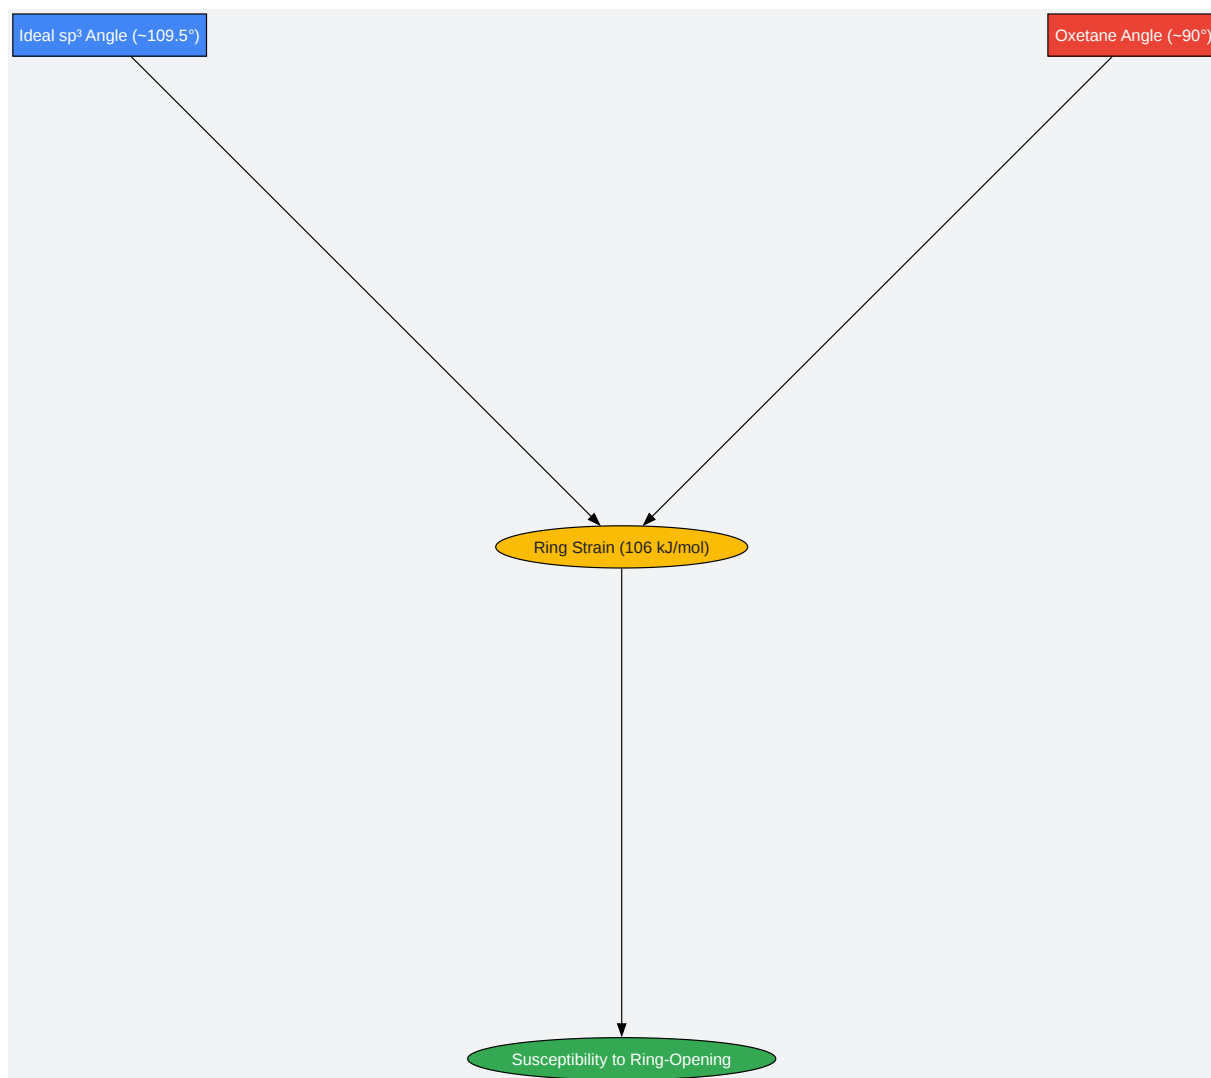 Ideal sp³ Angle (~109.5°)
Oxetane Angle (~90°)
Ring Strain (106 kJ/mol)
Susceptibility to Ring-Opening